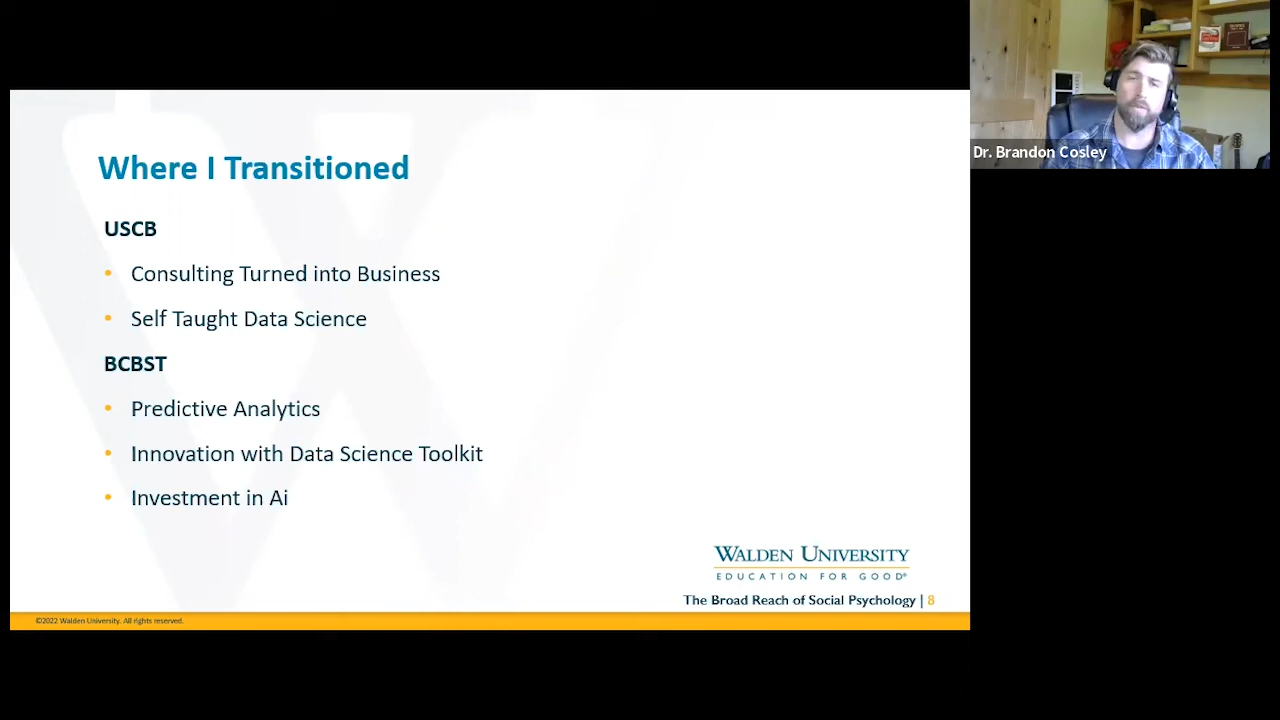 Where I Transitioned
USCB
• Consulting Turned into Business
• Self Taught Data Science
BCBST
• Predictive Analytics
• Innovation with Data Science Toolkit
• Investment in Ai
WALDEN UNIVERSITY
EDUCATION FOR GOOD®
The Broad Reach of Social Psychology | 8
©2022 Walden University. All rights reserved.
Dr. Brandon Cosley